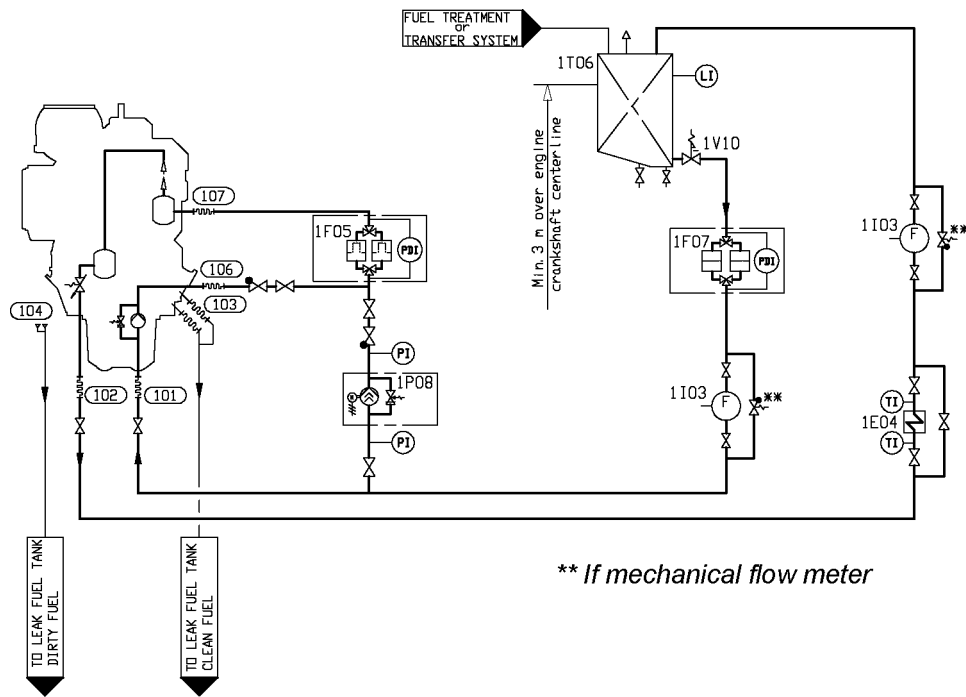 FUEL TREATMENT
or
TRANSFER SYSTEM
1T06
LI
1V10
Min. 3 m over engine
crankshaft centerline
107
1F05
PDI
1F07
PDI
1I03
F
**
106
103
104
PI
1P08
PI
102
101
1I03
F
**
TI
1E04
TI
** If mechanical flow meter
TO LEAK FUEL TANK
DIRTY FUEL
TO LEAK FUEL TANK
CLEAN FUEL